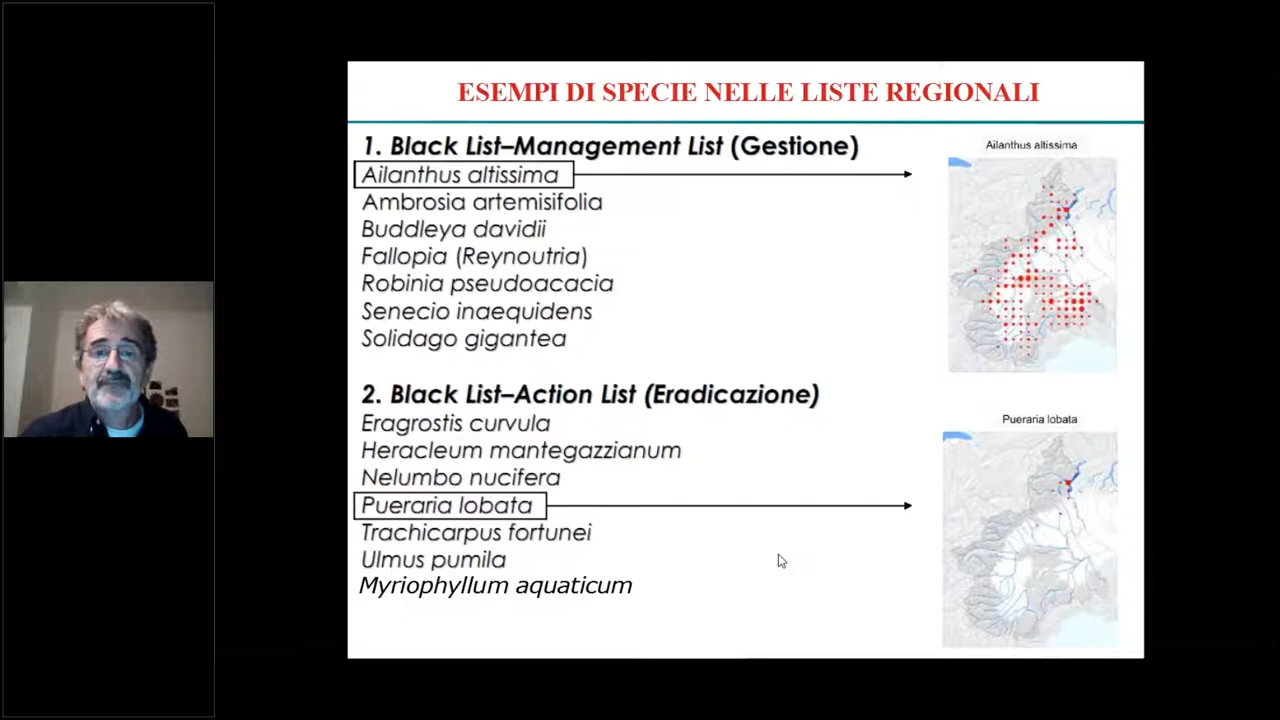 ESEMPI DI SPECIE NELLE LISTE REGIONALI
1. Black List–Management List (Gestione)
Ailanthus altissima
Ambrosia artemisifolia
Buddleya davidii
Fallopia (Reynoutria)
Robinia pseudoacacia
Senecio inaequidens
Solidago gigantea
2. Black List–Action List (Eradicazione)
Eragrostis curvula
Heracleum mantegazzianum
Nelumbo nucifera
Pueraria lobata
Trachicarpus fortunei
Ulmus pumila
Myriophyllum aquaticum
Ailanthus altissima
Pueraria lobata